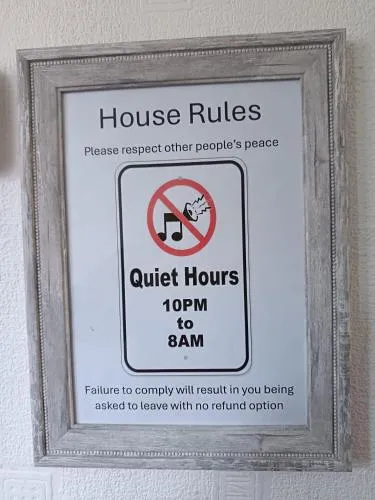 House Rules
Please respect other people's peace
Quiet Hours
10PM
to
8AM
Failure to comply will result in you being
asked to leave with no refund option